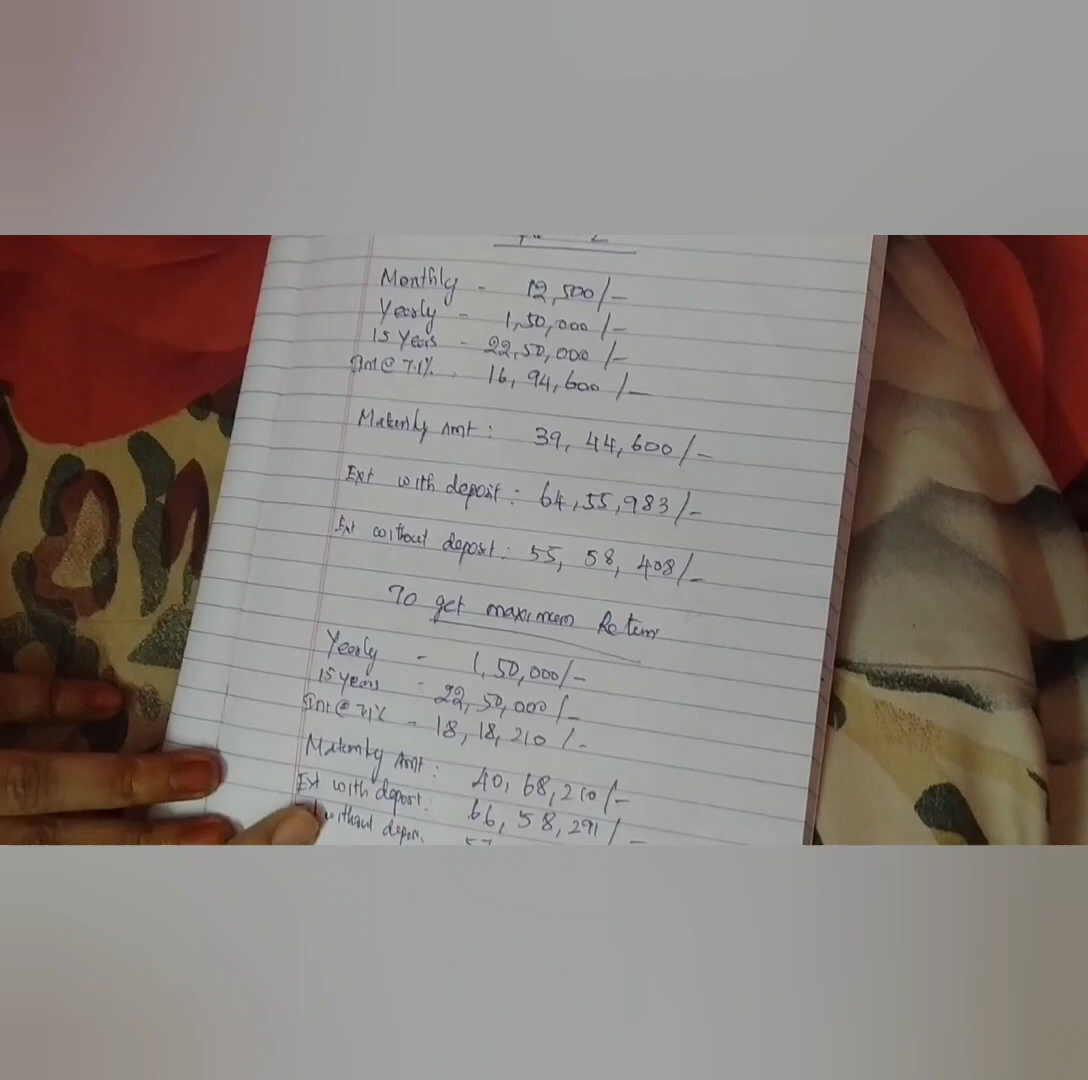 Monthly - 12,500/-
Yearly - 1,50,000/-
15 Years - 22,50,000/-
Int @ 7.1% - 16,94,600/-
Maturity Amt : 39,44,600/-
Ext with deposit : 64,55,983/-
Ext without deposit : 55,58,408/-
To get maximum Return
Yearly - 1,50,000/-
15 years - 22,50,000/-
Int @ 7.1% - 18,18,210/-
Maturity Amt : 40,68,210/-
Ext with deposit : 66,58,291/-
without depos.